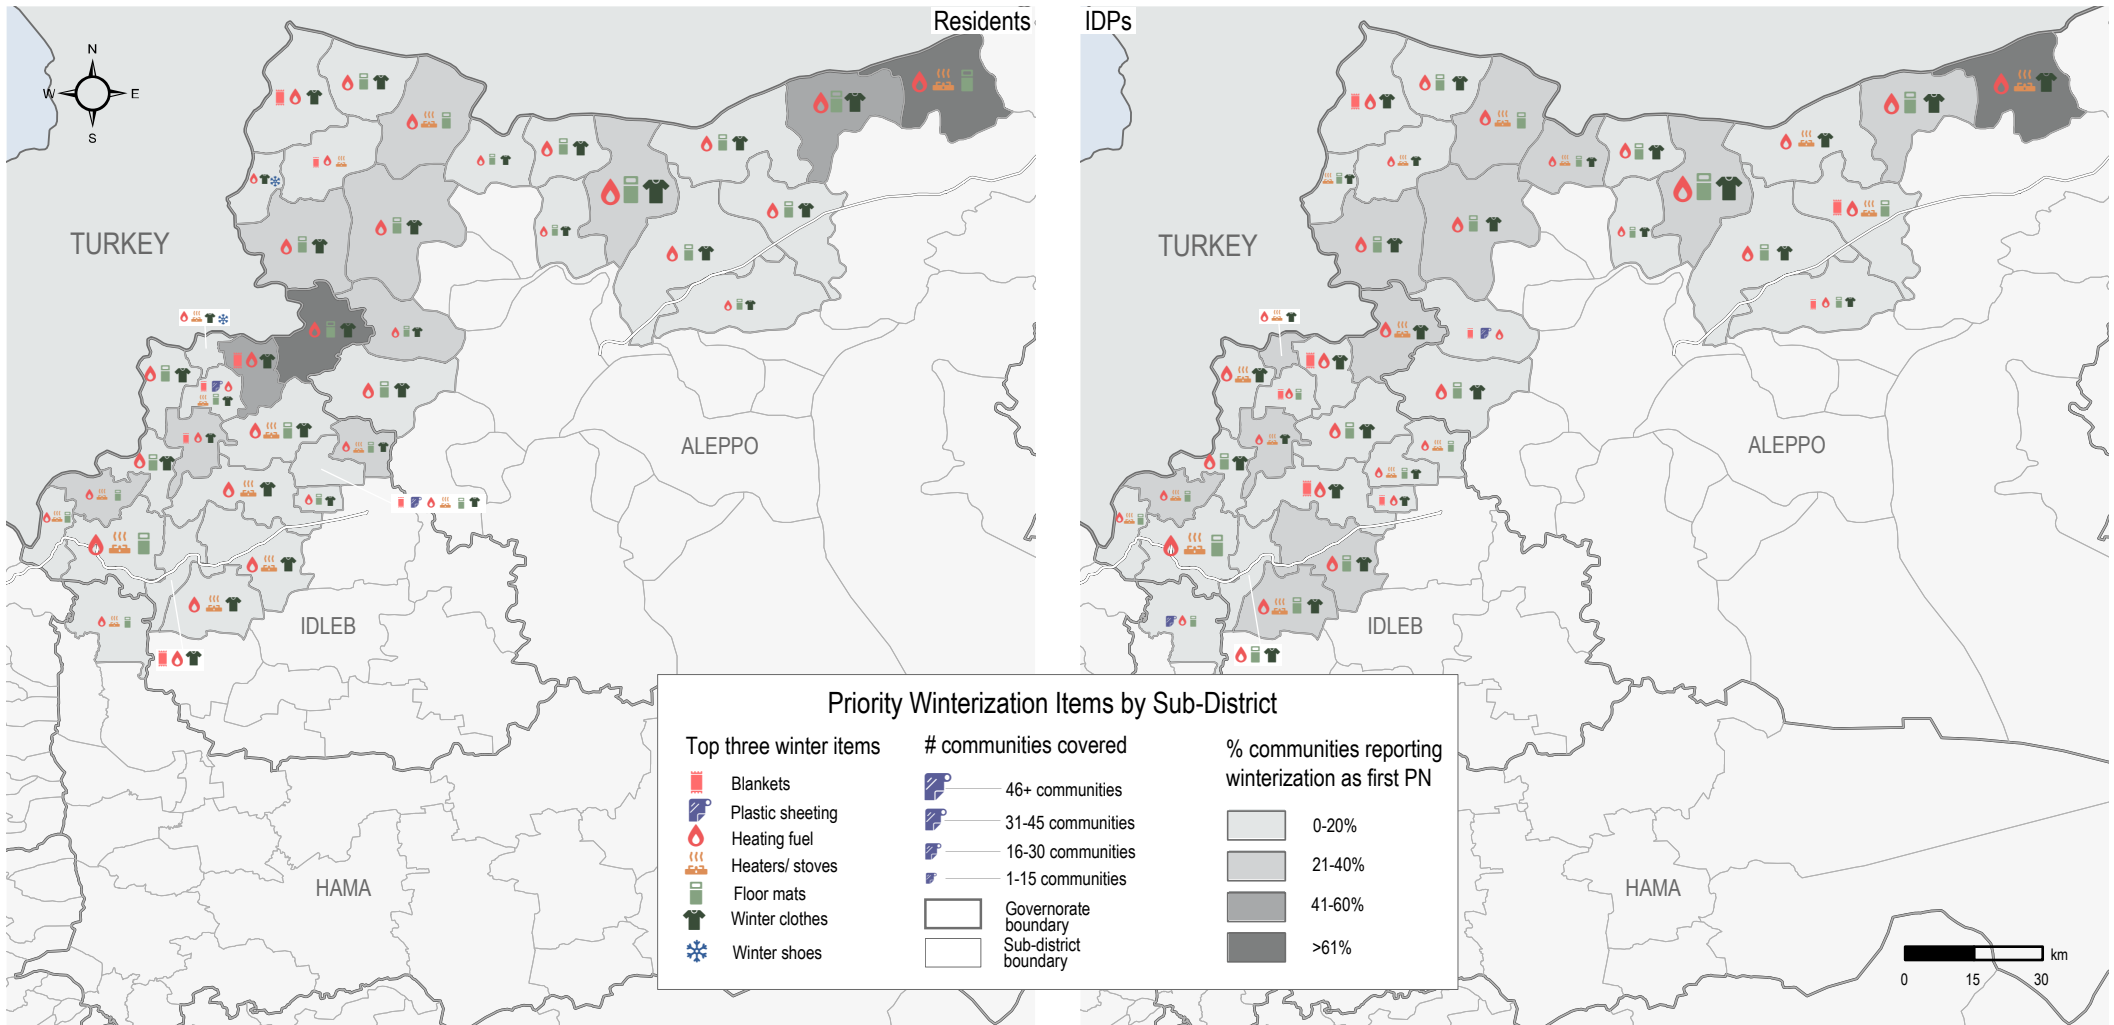 Residents
IDPs
N
W
E
S
TURKEY
TURKEY
ALEPPO
ALEPPO
IDLEB
IDLEB
HAMA
HAMA
Priority Winterization Items by Sub-District
Top three winter items
Blankets
Plastic sheeting
Heating fuel
Heaters/ stoves
Floor mats
Winter clothes
Winter shoes
# communities covered
46+ communities
31-45 communities
16-30 communities
1-15 communities
Governorate
boundary
Sub-district
boundary
% communities reporting
winterization as first PN
0-20%
21-40%
41-60%
>61%
km
0 15 30